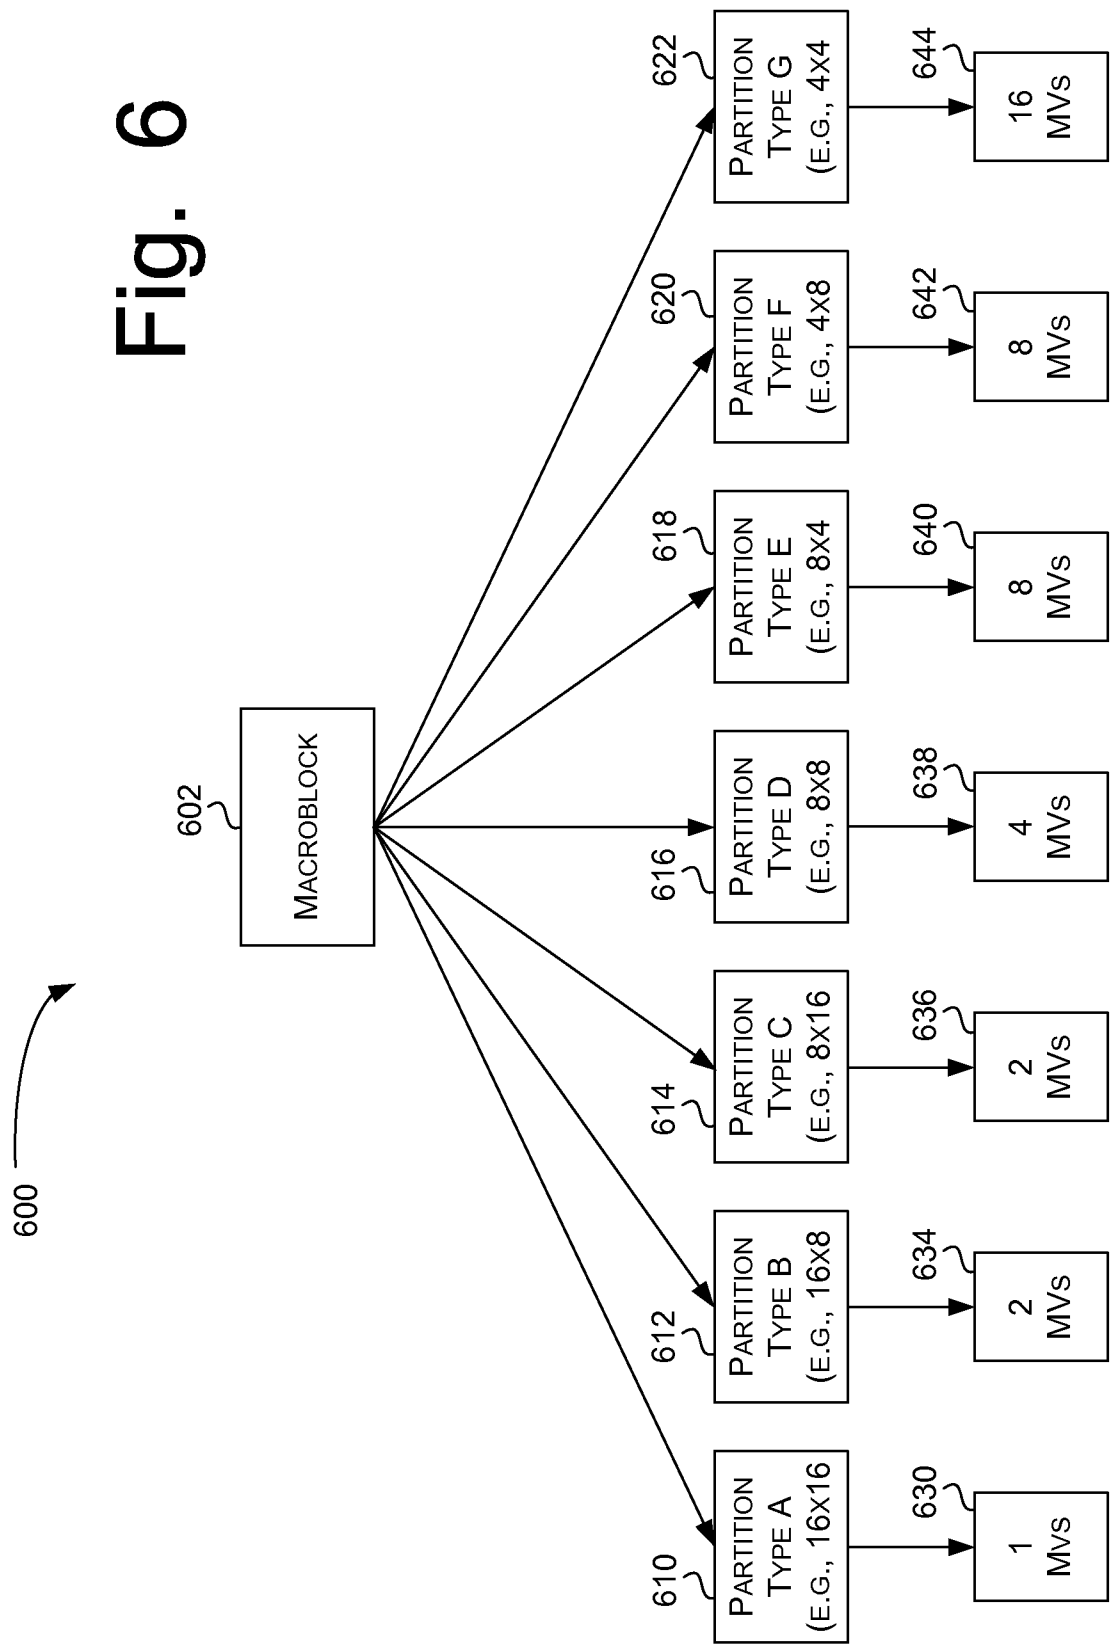 Fig. 6
600
602
MACROBLOCK
610
PARTITION
TYPE A
(E.G., 16X16)
612
PARTITION
TYPE B
(E.G., 16X8)
614
PARTITION
TYPE C
(E.G., 8X16)
616
PARTITION
TYPE D
(E.G., 8X8)
618
PARTITION
TYPE E
(E.G., 8X4)
620
PARTITION
TYPE F
(E.G., 4X8)
622
PARTITION
TYPE G
(E.G., 4X4)
630
1
Mvs
634
2
MVs
636
2
MVs
638
4
MVs
640
8
MVs
642
8
MVs
644
16
MVs